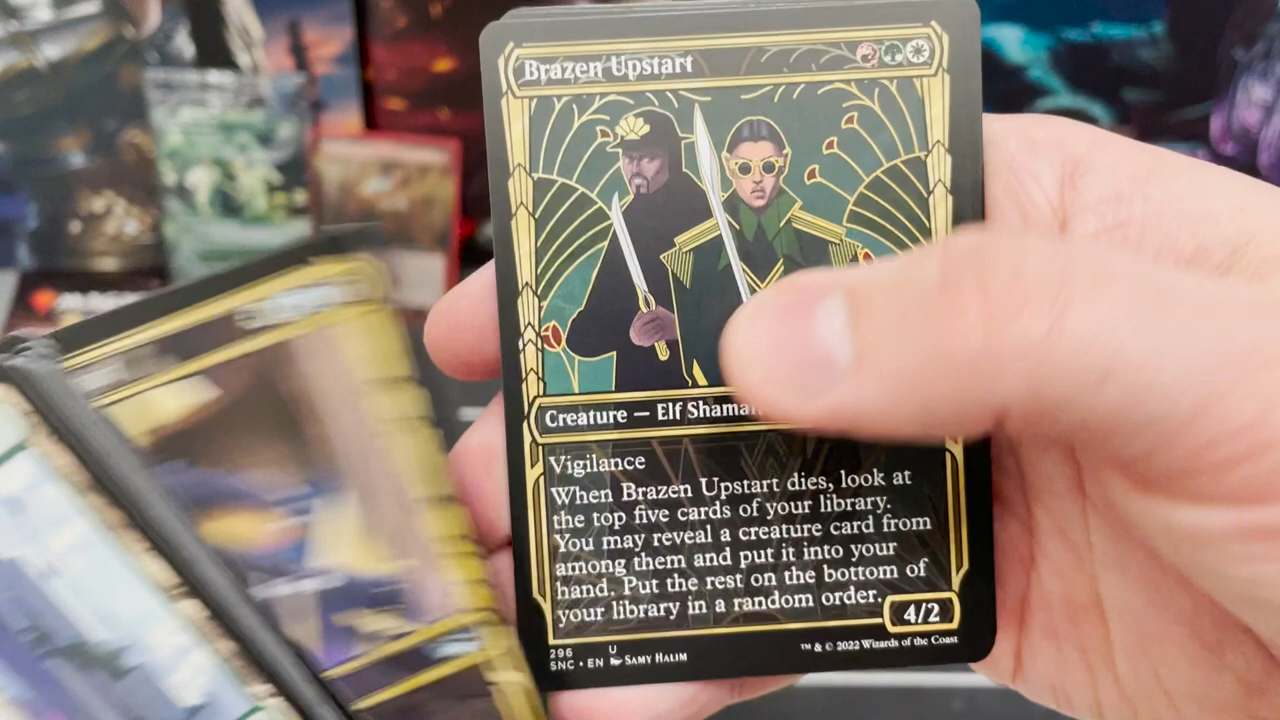 Brazen Upstart
Creature — Elf Shaman
Vigilance
When Brazen Upstart dies, look at
the top five cards of your library.
You may reveal a creature card from
among them and put it into your
hand. Put the rest on the bottom of
your library in a random order.
4/2
296 U
SNC • EN SAMY HALIM
™ & © 2022 Wizards of the Coast